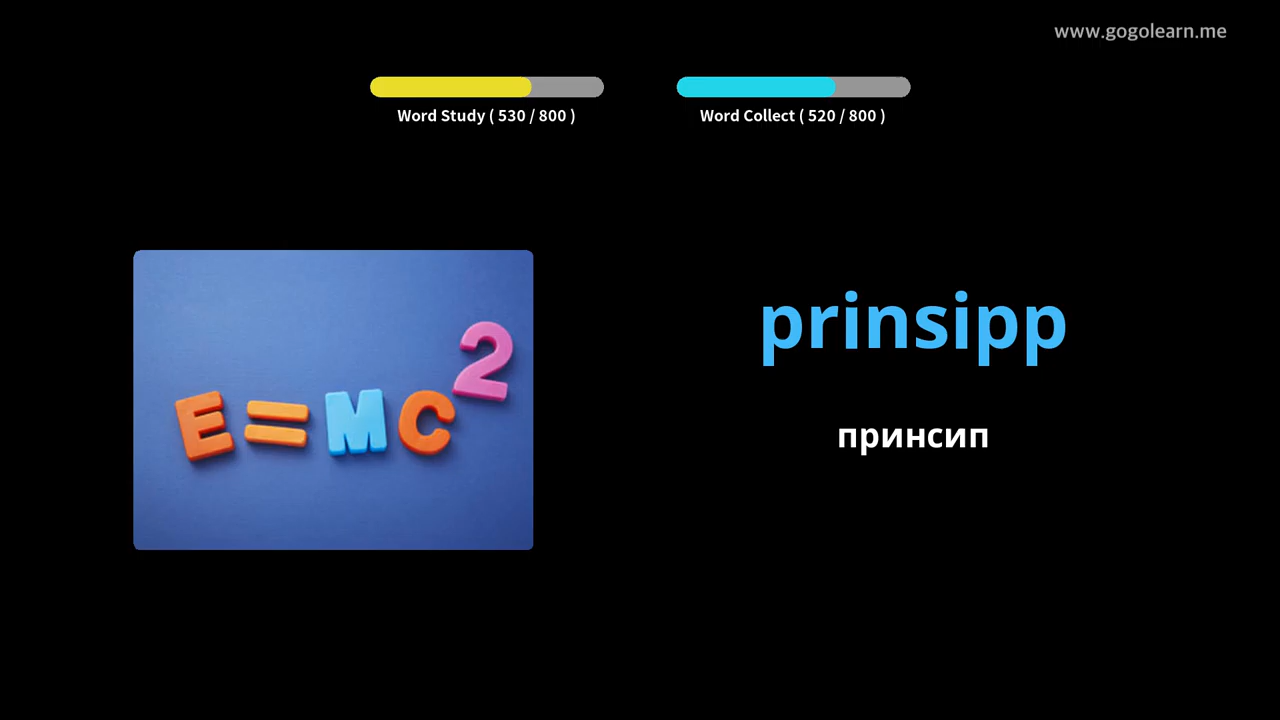 www.gogolearn.me
Word Study ( 530 / 800 )
Word Collect ( 520 / 800 )
E=MC2
prinsipp
принсип